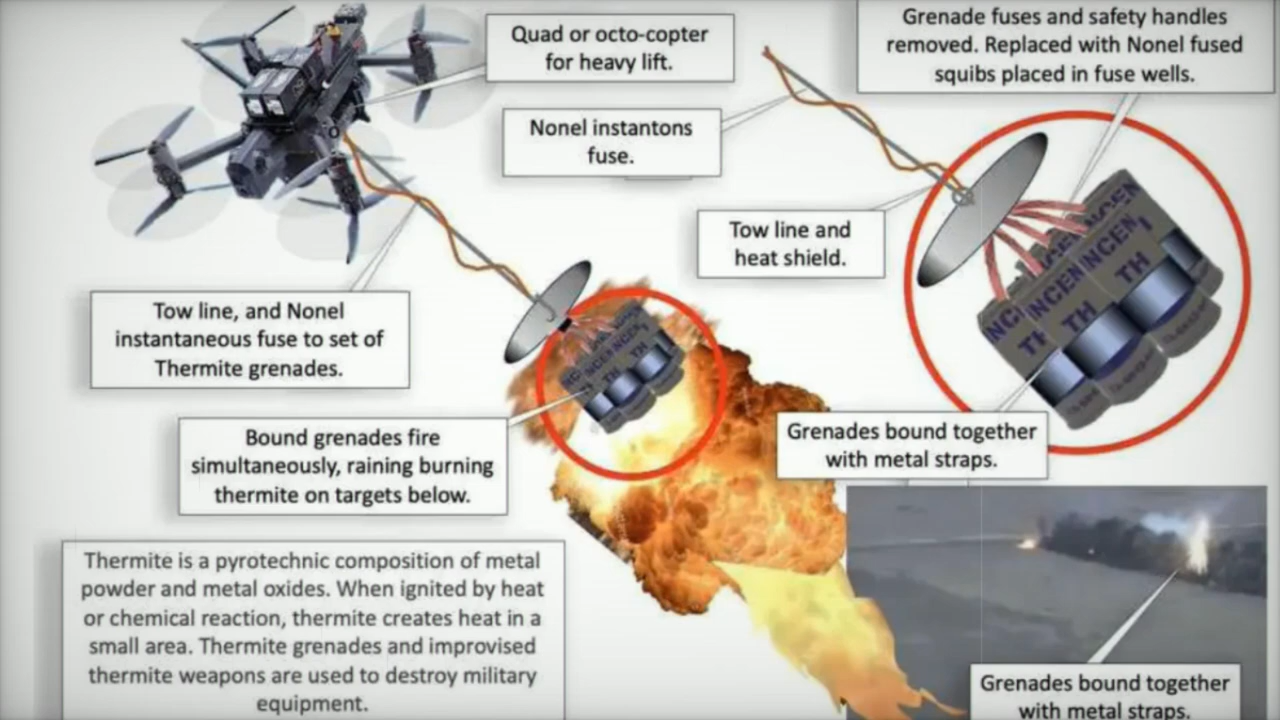 Quad or octo-copter
for heavy lift.
Grenade fuses and safety handles
removed. Replaced with Nonel fused
squibs placed in fuse wells.
Nonel instantons
fuse.
Tow line and
heat shield.
Tow line, and Nonel
instantaneous fuse to set of
Thermite grenades.
Bound grenades fire
simultaneously, raining burning
thermite on targets below.
Grenades bound together
with metal straps.
Thermite is a pyrotechnic composition of metal
powder and metal oxides. When ignited by heat
or chemical reaction, thermite creates heat in a
small area. Thermite grenades and improvised
thermite weapons are used to destroy military
equipment.
Grenades bound together
with metal straps.
INCEN
TH
TH